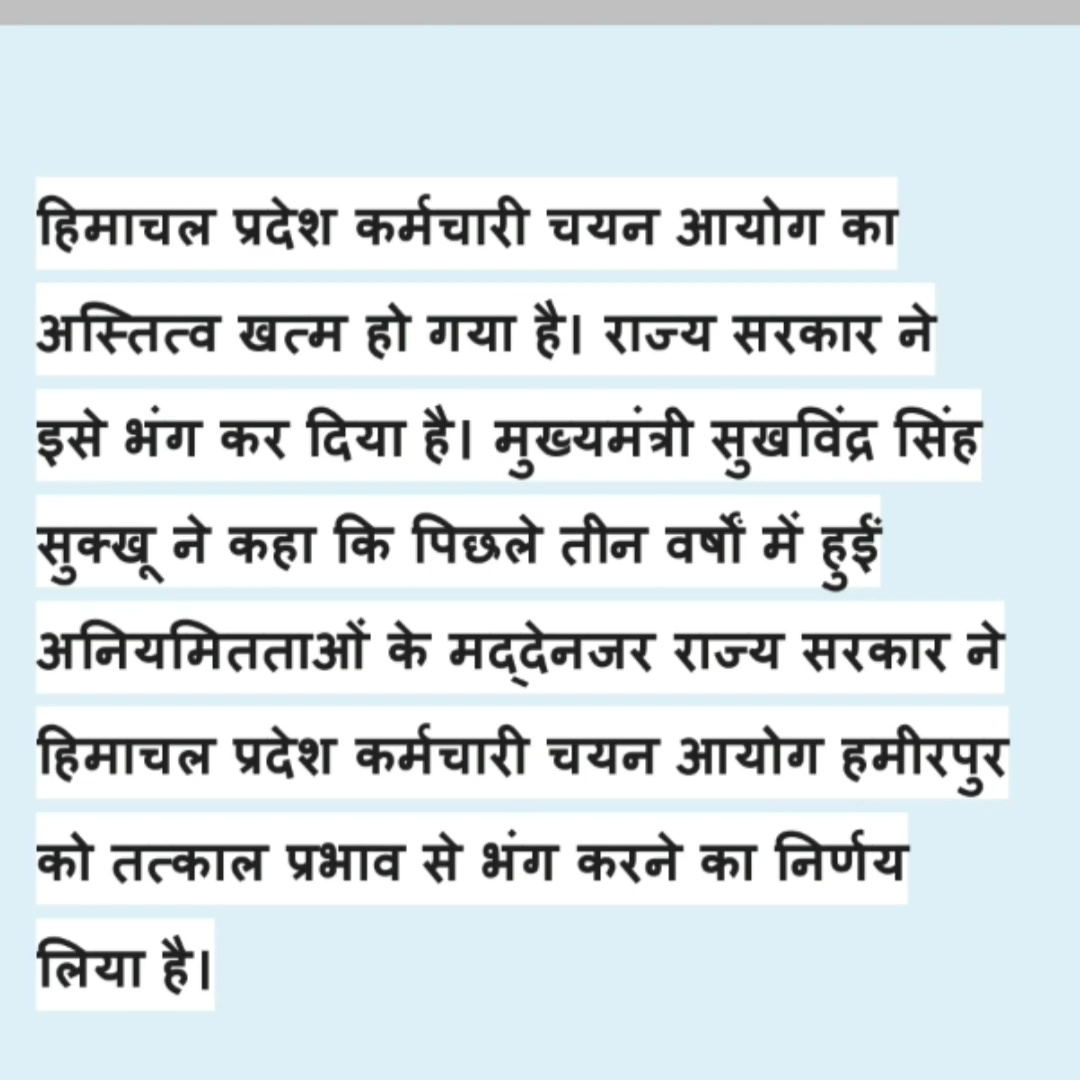 हिमाचल प्रदेश कर्मचारी चयन आयोग का
अस्तित्व खत्म हो गया है। राज्य सरकार ने
इसे भंग कर दिया है। मुख्यमंत्री सुखविंद्र सिंह
सुक्खू ने कहा कि पिछले तीन वर्षों में हुईं
अनियमितताओं के मद्देनजर राज्य सरकार ने
हिमाचल प्रदेश कर्मचारी चयन आयोग हमीरपुर
को तत्काल प्रभाव से भंग करने का निर्णय
लिया है।